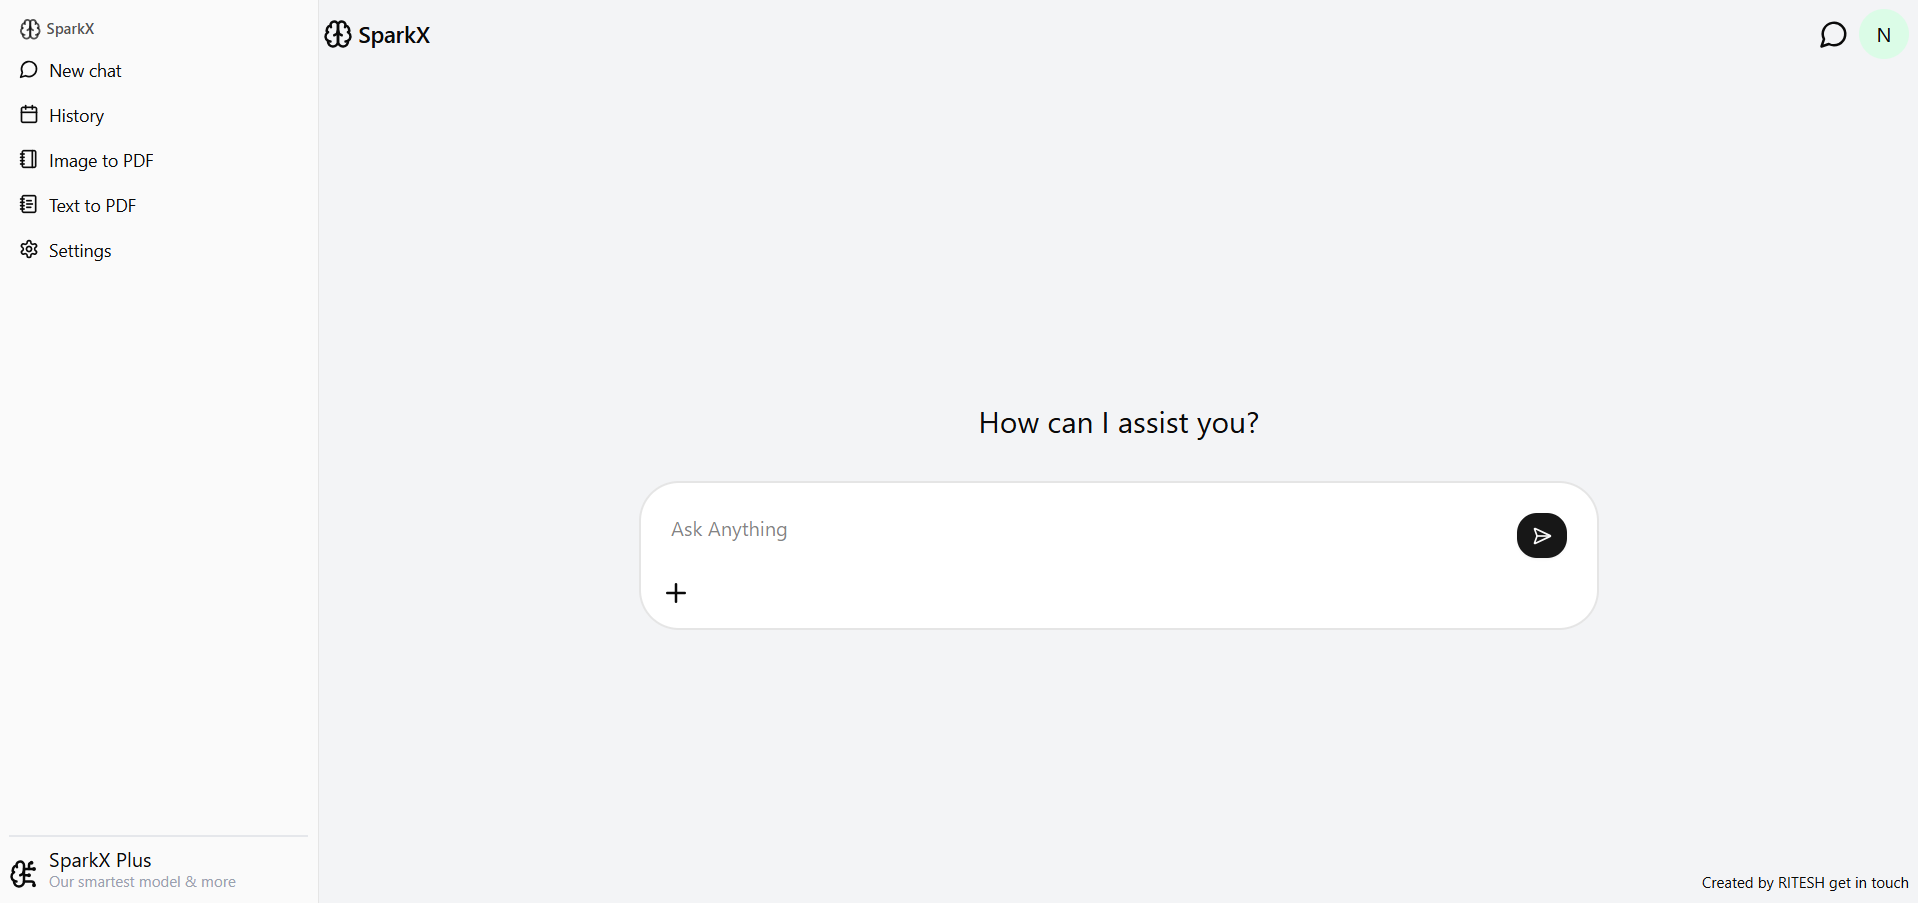 SparkX
New chat
History
Image to PDF
Text to PDF
Settings
SparkX Plus
Our smartest model & more
SparkX
N
How can I assist you?
Ask Anything
Created by RITESH get in touch